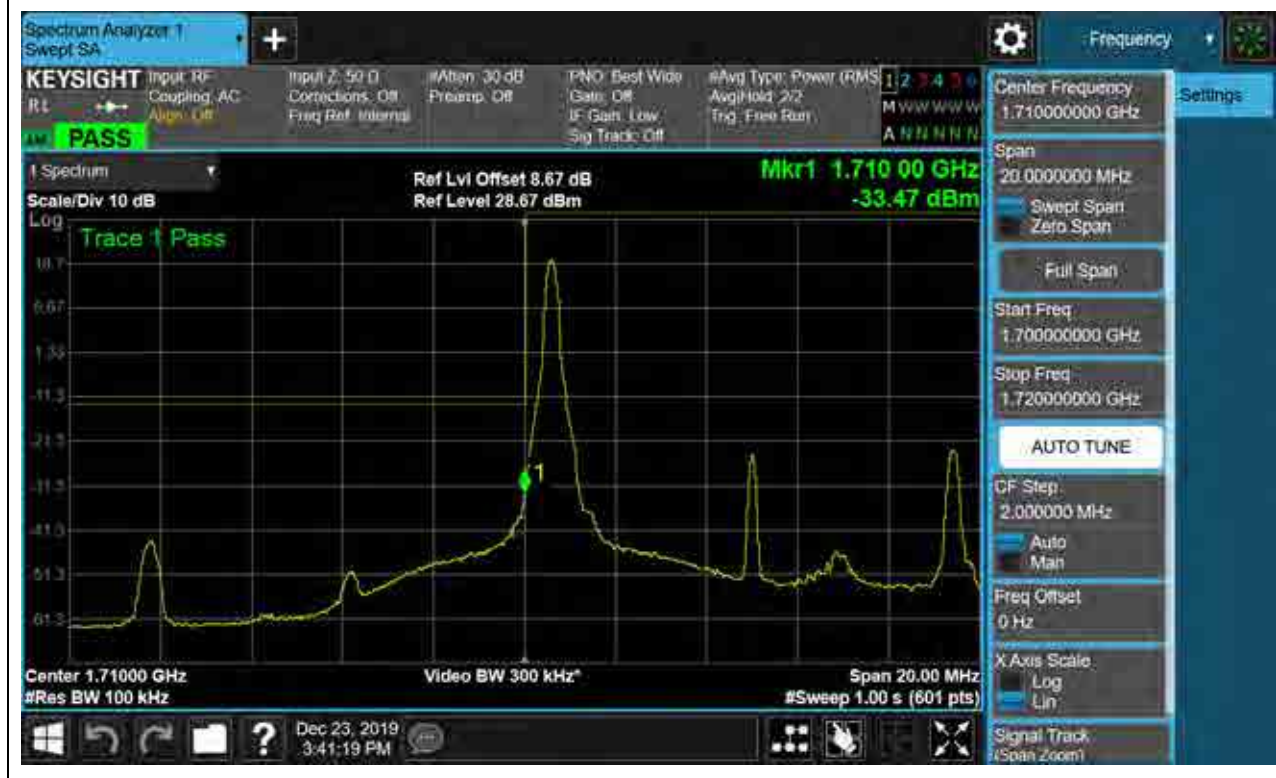 Spectrum Analyzer 1
Swept SA
+
Frequency
KEYSIGHT
Input: RF
Coupling: AC
Align: Off
Input Z: 50 Ω
Corrections: Off
Freq Ref: Internal
#Atten: 30 dB
Preamp: Off
PNO: Best Wide
Gate: Off
IF Gain: Low
Sig Track: Off
#Avg Type: Power (RMS
Avg|Hold: 2/2
Trig: Free Run
1 2 3 4 5 6
M W W W W W
A N N N N N
R L
PASS
1 Spectrum
Scale/Div 10 dB
Ref Lvl Offset 8.67 dB
Ref Level 28.67 dBm
Mkr1 1.710 00 GHz
-33.47 dBm
Log
Trace 1 Pass
18.7
8.67
-1.33
-11.3
-21.3
-31.3
-41.3
-51.3
-61.3
1
Center 1.71000 GHz
#Res BW 100 kHz
Video BW 300 kHz*
Span 20.00 MHz
#Sweep 1.00 s (601 pts)
?
Dec 23, 2019
3:41:19 PM
Center Frequency
1.710000000 GHz
Settings
Span
20.0000000 MHz
Swept Span
Zero Span
Full Span
Start Freq
1.700000000 GHz
Stop Freq
1.720000000 GHz
AUTO TUNE
CF Step
2.000000 MHz
Auto
Man
Freq Offset
0 Hz
X Axis Scale
Log
Lin
Signal Track
(Span Zoom)